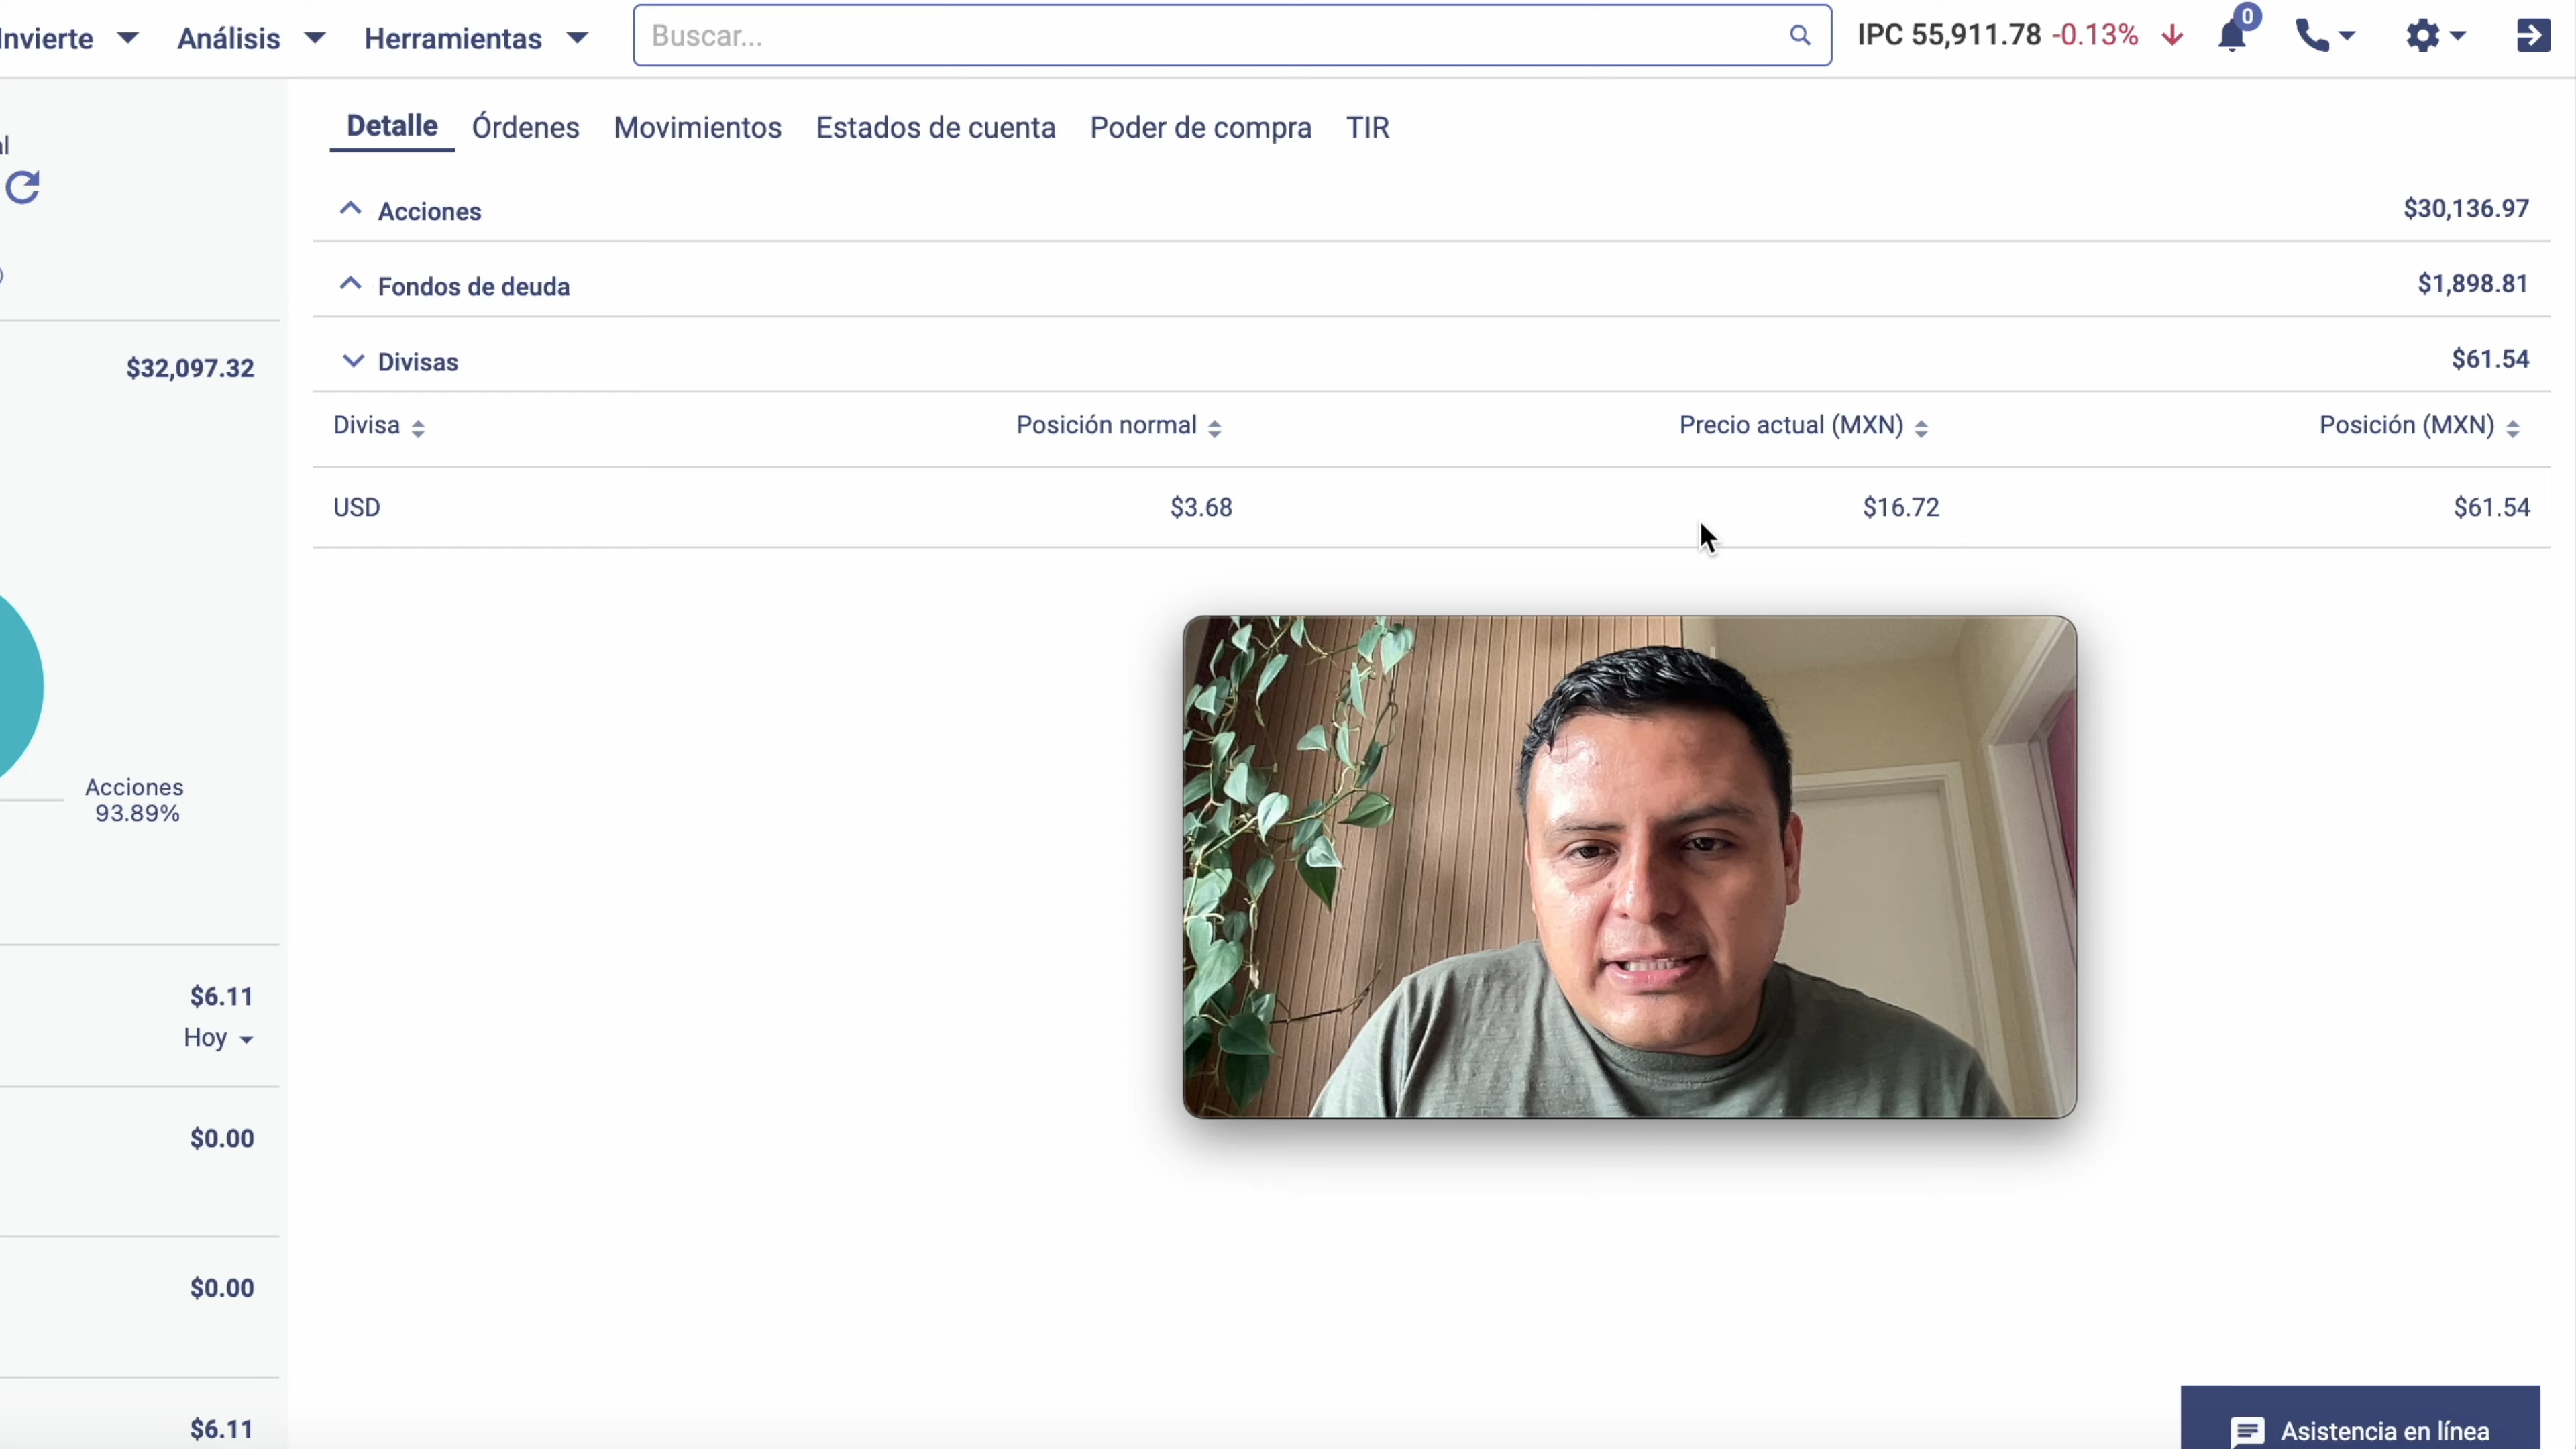 Invierte Análisis Herramientas Buscar... IPC 55,911.78 -0.13% 0
Detalle Órdenes Movimientos Estados de cuenta Poder de compra TIR
Acciones $30,136.97
Fondos de deuda $1,898.81
$32,097.32
Divisas $61.54
Divisa Posición normal Precio actual (MXN) Posición (MXN)
USD $3.68 $16.72 $61.54
Acciones
93.89%
$6.11
Hoy
$0.00
$0.00
$6.11
Asistencia en línea